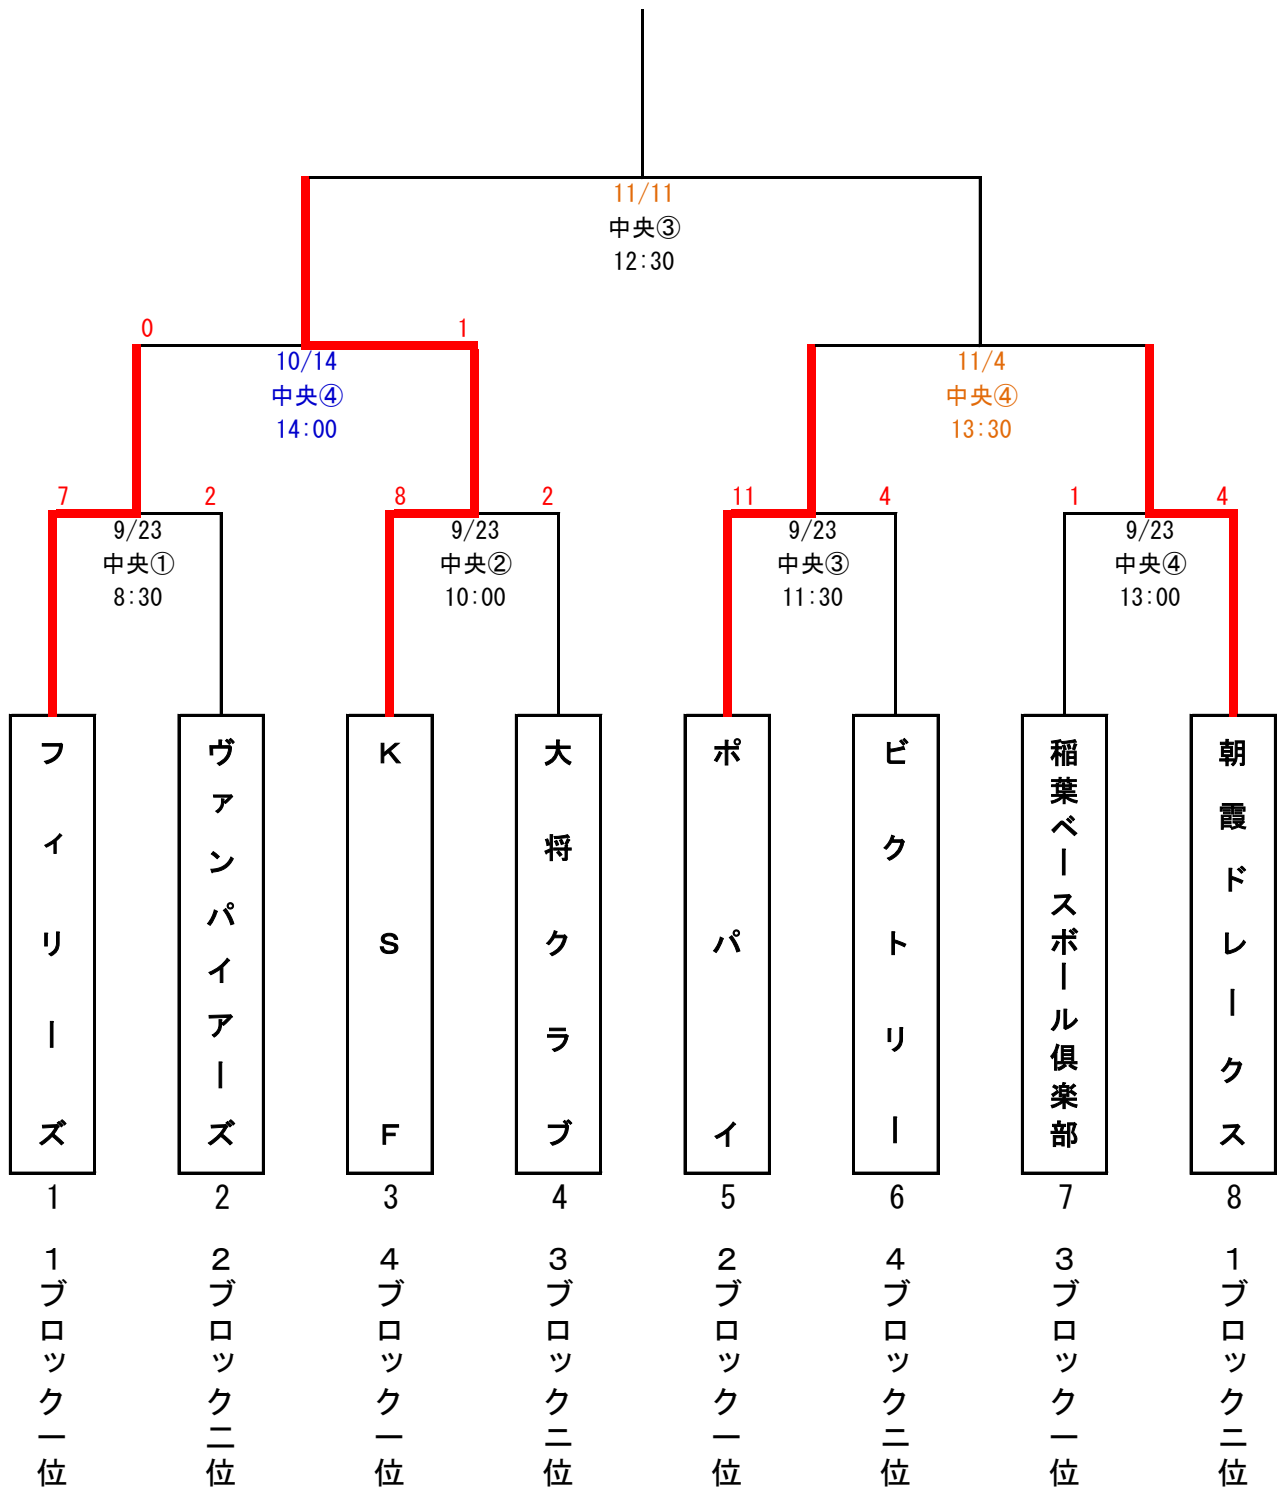 11/11
中央③
12:30
0
1
10/14
中央④
14:00
11/4
中央④
13:30
7
2
9/23
中央①
8:30
8
2
9/23
中央②
10:00
11
4
9/23
中央③
11:30
1
4
9/23
中央④
13:00
フィリーズ
ヴァンパイアーズ
ＫＳＦ
大将クラブ
ポパイ
ビクトリー
稲葉ベースボール倶楽部
朝霞ドレークス
1
2
3
4
5
6
7
8
１ブロック一位
２ブロック二位
４ブロック一位
３ブロック二位
２ブロック一位
４ブロック二位
３ブロック一位
１ブロック二位